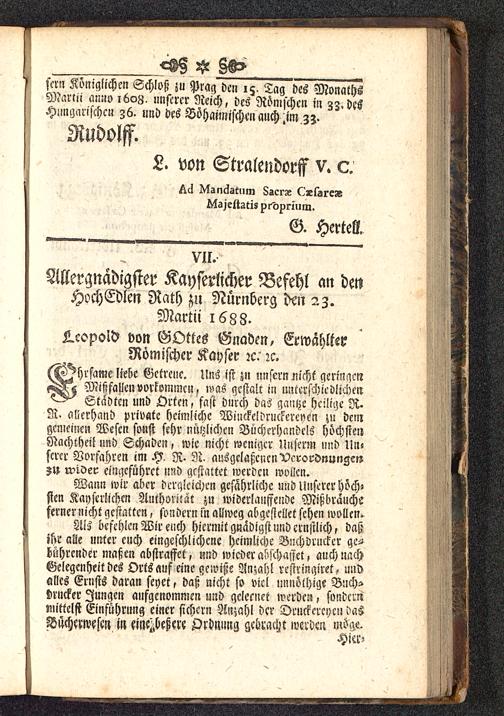 sern Königlichen Schloß zu Prag den 15. Tag des Monaths
Martii anno 1608. unserer Reich, des Römischen in 33. des
Hungarischen 36. und des Böhaimischen auch im 33.
Rudolff.
L. von Stralendorff V. C.
Ad Mandatum Sacræ Cæsareæ
Majestatis proprium.
G. Hertell.
VII.
Allergnädigster Kayserlicher Befehl an den
HochEdlen Rath zu Nürnberg den 23.
Martii 1688.
Leopold von GOttes Gnaden, Erwählter
Römischer Kayser ꝛc. ꝛc.
Ehrsame liebe Getreue. Uns ist zu unsern nicht geringen
Mißfallen vorkommen, was gestalt in unterschiedlichen
Städten und Orten, fast durch das gantze heilige R.
R. allerhand private heimliche Winckeldruckereyen zu dem
gemeinen Wesen sonst sehr nützlichen Bücherhandels höchsten
Nachtheil und Schaden, wie nicht weniger Unserm und Un-
serer Vorfahren im H. R. R. ausgelaßenen Verordnungen
zu wider eingeführet und gestattet werden wollen.
Wann wir aber dergleichen gefährliche und Unserer höch-
sten Kayserlichen Authorität zu widerlauffende Mißbräuche
ferner nicht gestatten, sondern in allweg abgestellet sehen wollen.
Als befehlen Wir euch hiermit gnädigst und ernstlich, daß
ihr alle unter euch eingeschlichene heimliche Buchdrucker ge-
bührender maßen abstraffet, und wieder abschaffet, auch nach
Gelegenheit des Orts auf eine gewiße Anzahl restringiret, und
alles Ernsts daran seyet, daß nicht so viel unnöthige Buch-
drucker Jungen aufgenommen und gelernet werden, sondern
mittelst Einführung einer sichern Anzahl der Druckereyen das
Bücherwesen in eine beßere Ordnung gebracht werden möge.
Hier-